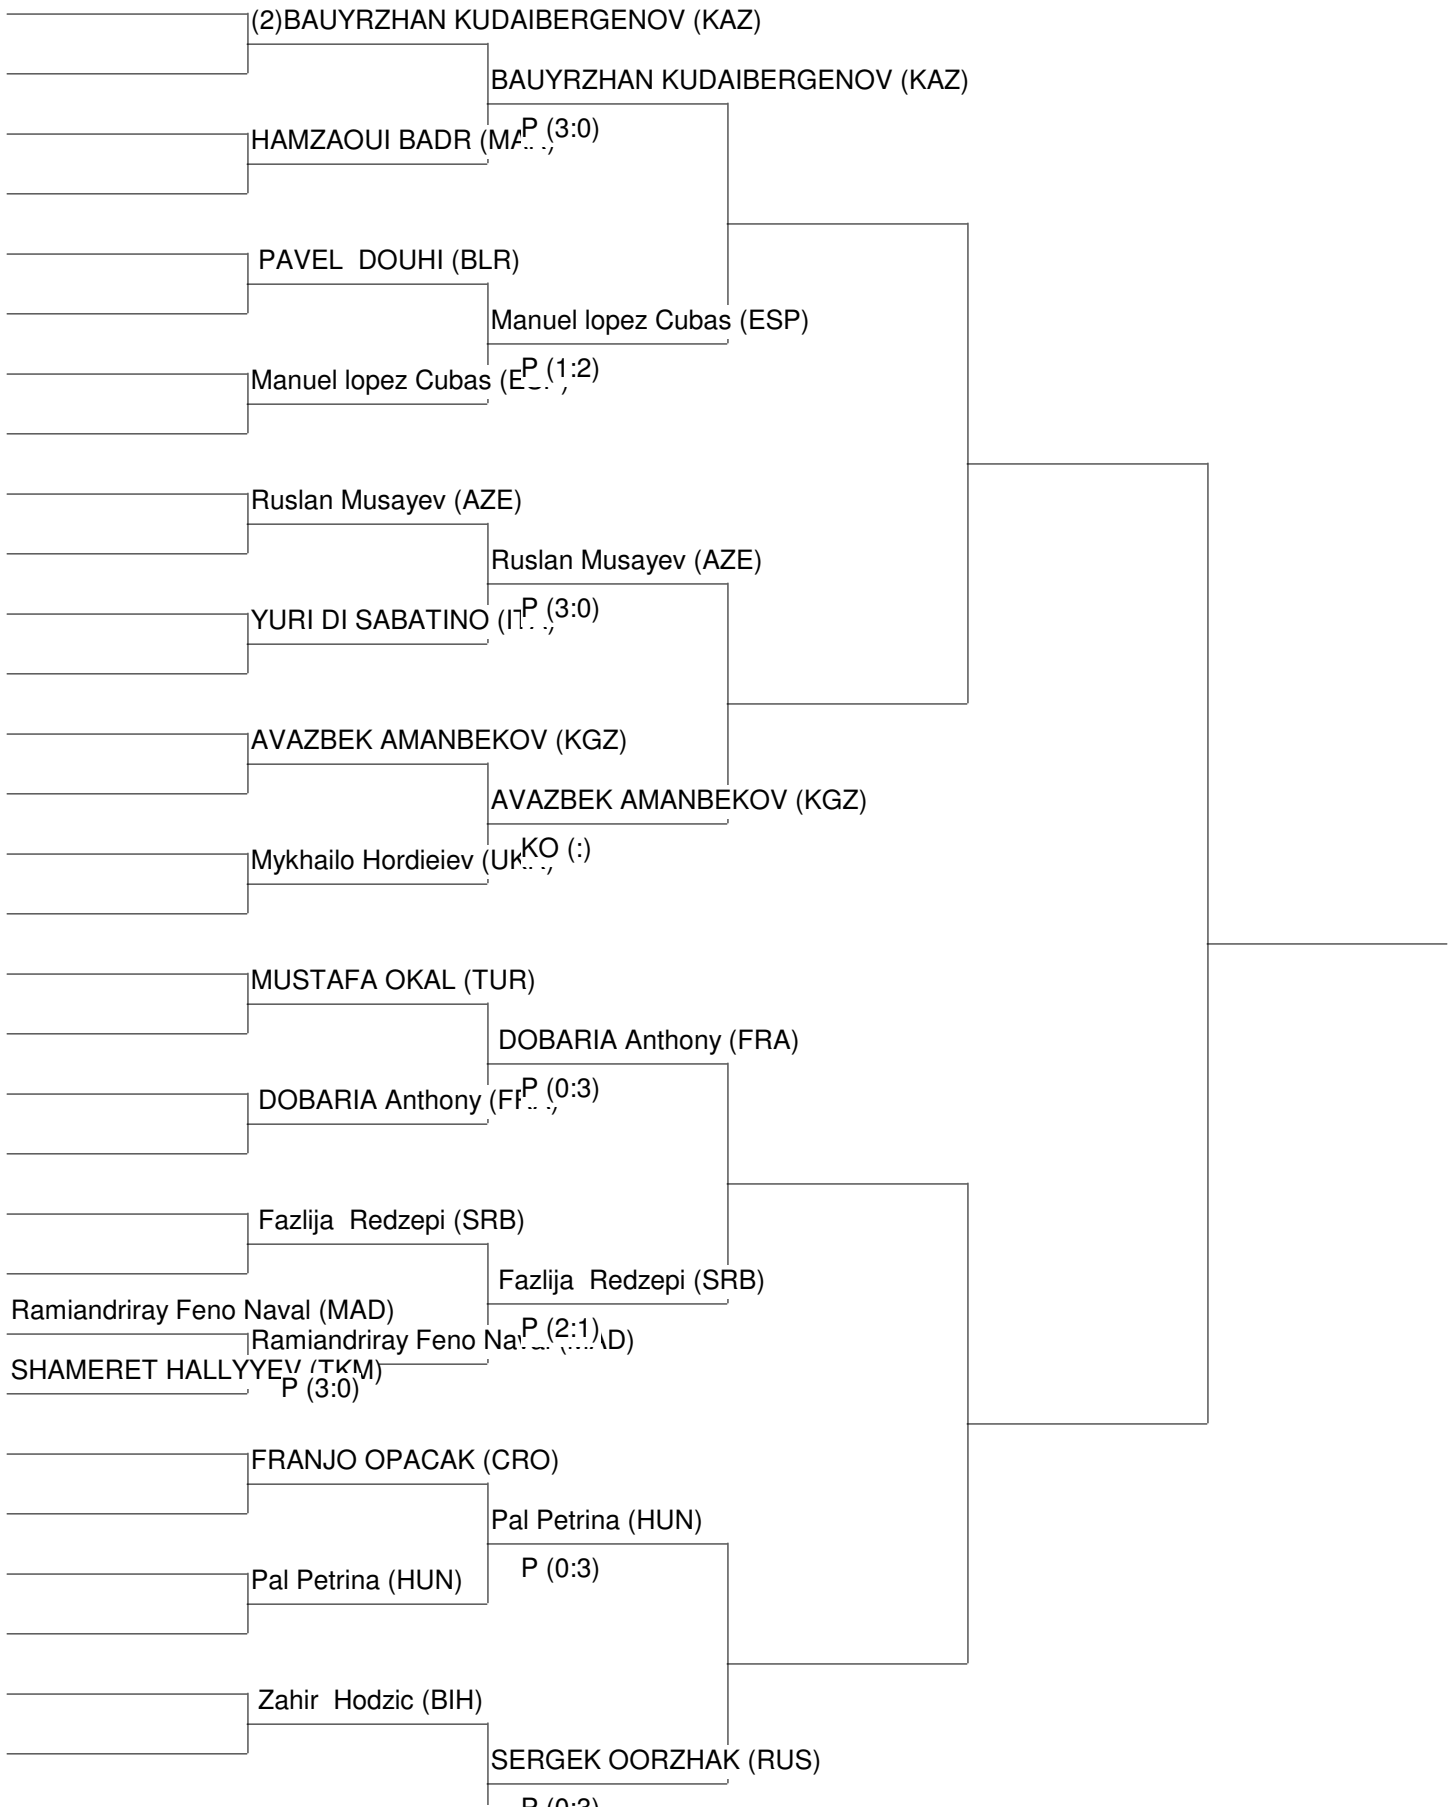 (2)BAUYRZHAN KUDAIBERGENOV (KAZ)
BAUYRZHAN KUDAIBERGENOV (KAZ)
P (3:0)
HAMZAOUI BADR
PAVEL  DOUHI (BLR)
Manuel lopez Cubas (ESP)
P (1:2)
Manuel lopez Cubas
Ruslan Musayev (AZE)
Ruslan Musayev (AZE)
P (3:0)
YURI DI SABATINO
AVAZBEK AMANBEKOV (KGZ)
AVAZBEK AMANBEKOV (KGZ)
KO (:)
Mykhailo Hordieiev
MUSTAFA OKAL (TUR)
DOBARIA Anthony (FRA)
P (0:3)
DOBARIA Anthony
Fazlija  Redzepi (SRB)
Fazlija  Redzepi (SRB)
Ramiandriray Feno Naval (MAD)
P (2:1)
Ramiandriray Feno Naval (MAD)
SHAMERET HALLYYEV (TKM)
P (3:0)
FRANJO OPACAK (CRO)
Pal Petrina (HUN)
P (0:3)
Pal Petrina (HUN)
Zahir  Hodzic (BIH)
SERGEK OORZHAK (RUS)
P (0:3)